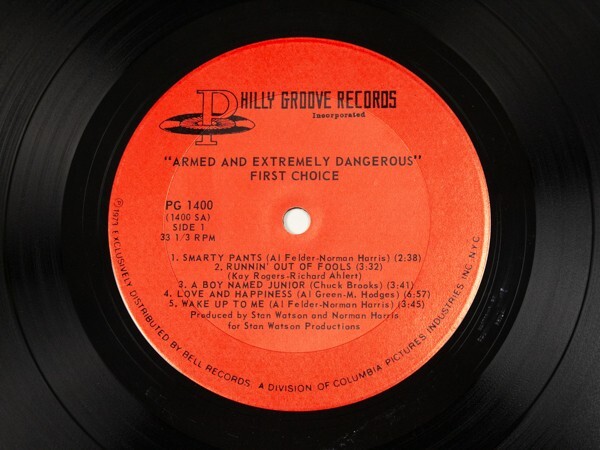 PHILLY GROOVE RECORDS
Incorporated
"ARMED AND EXTREMELY DANGEROUS"
FIRST CHOICE
PG 1400
(1400 SA)
SIDE 1
33 1/3 RPM
1. SMARTY PANTS (Al Felder-Norman Harris) (2:38)
2. RUNNIN' OUT OF FOOLS (3:32)
(Kay Rogers-Richard Ahlert)
3. A BOY NAMED JUNIOR (Chuck Brooks) (3:41)
4. LOVE AND HAPPINESS (Al Green-M. Hodges) (6:57)
5. WAKE UP TO ME (Al Felder-Norman Harris) (3:45)
Produced by Stan Watson and Norman Harris
for Stan Watson Productions
Ⓟ1971 EXCLUSIVELY DISTRIBUTED BY BELL RECORDS. A DIVISION OF COLUMBIA PICTURES INDUSTRIES INC. N.Y.C.